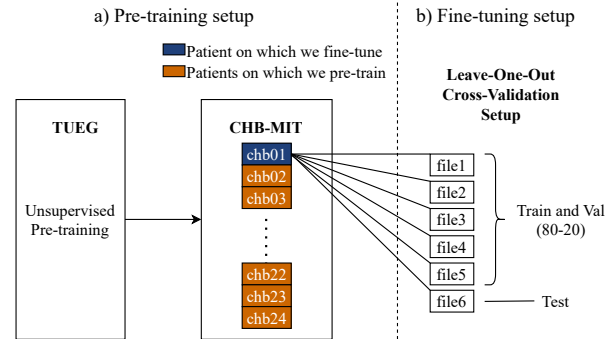 a) Pre-training setup
b) Fine-tuning setup
Patient on which we fine-tune
Patients on which we pre-train
Leave-One-Out
Cross-Validation
Setup
TUEG
Unsupervised
Pre-training
CHB-MIT
chb01
chb02
chb03
chb22
chb23
chb24
file1
file2
file3
file4
file5
file6
Train and Val
(80-20)
Test